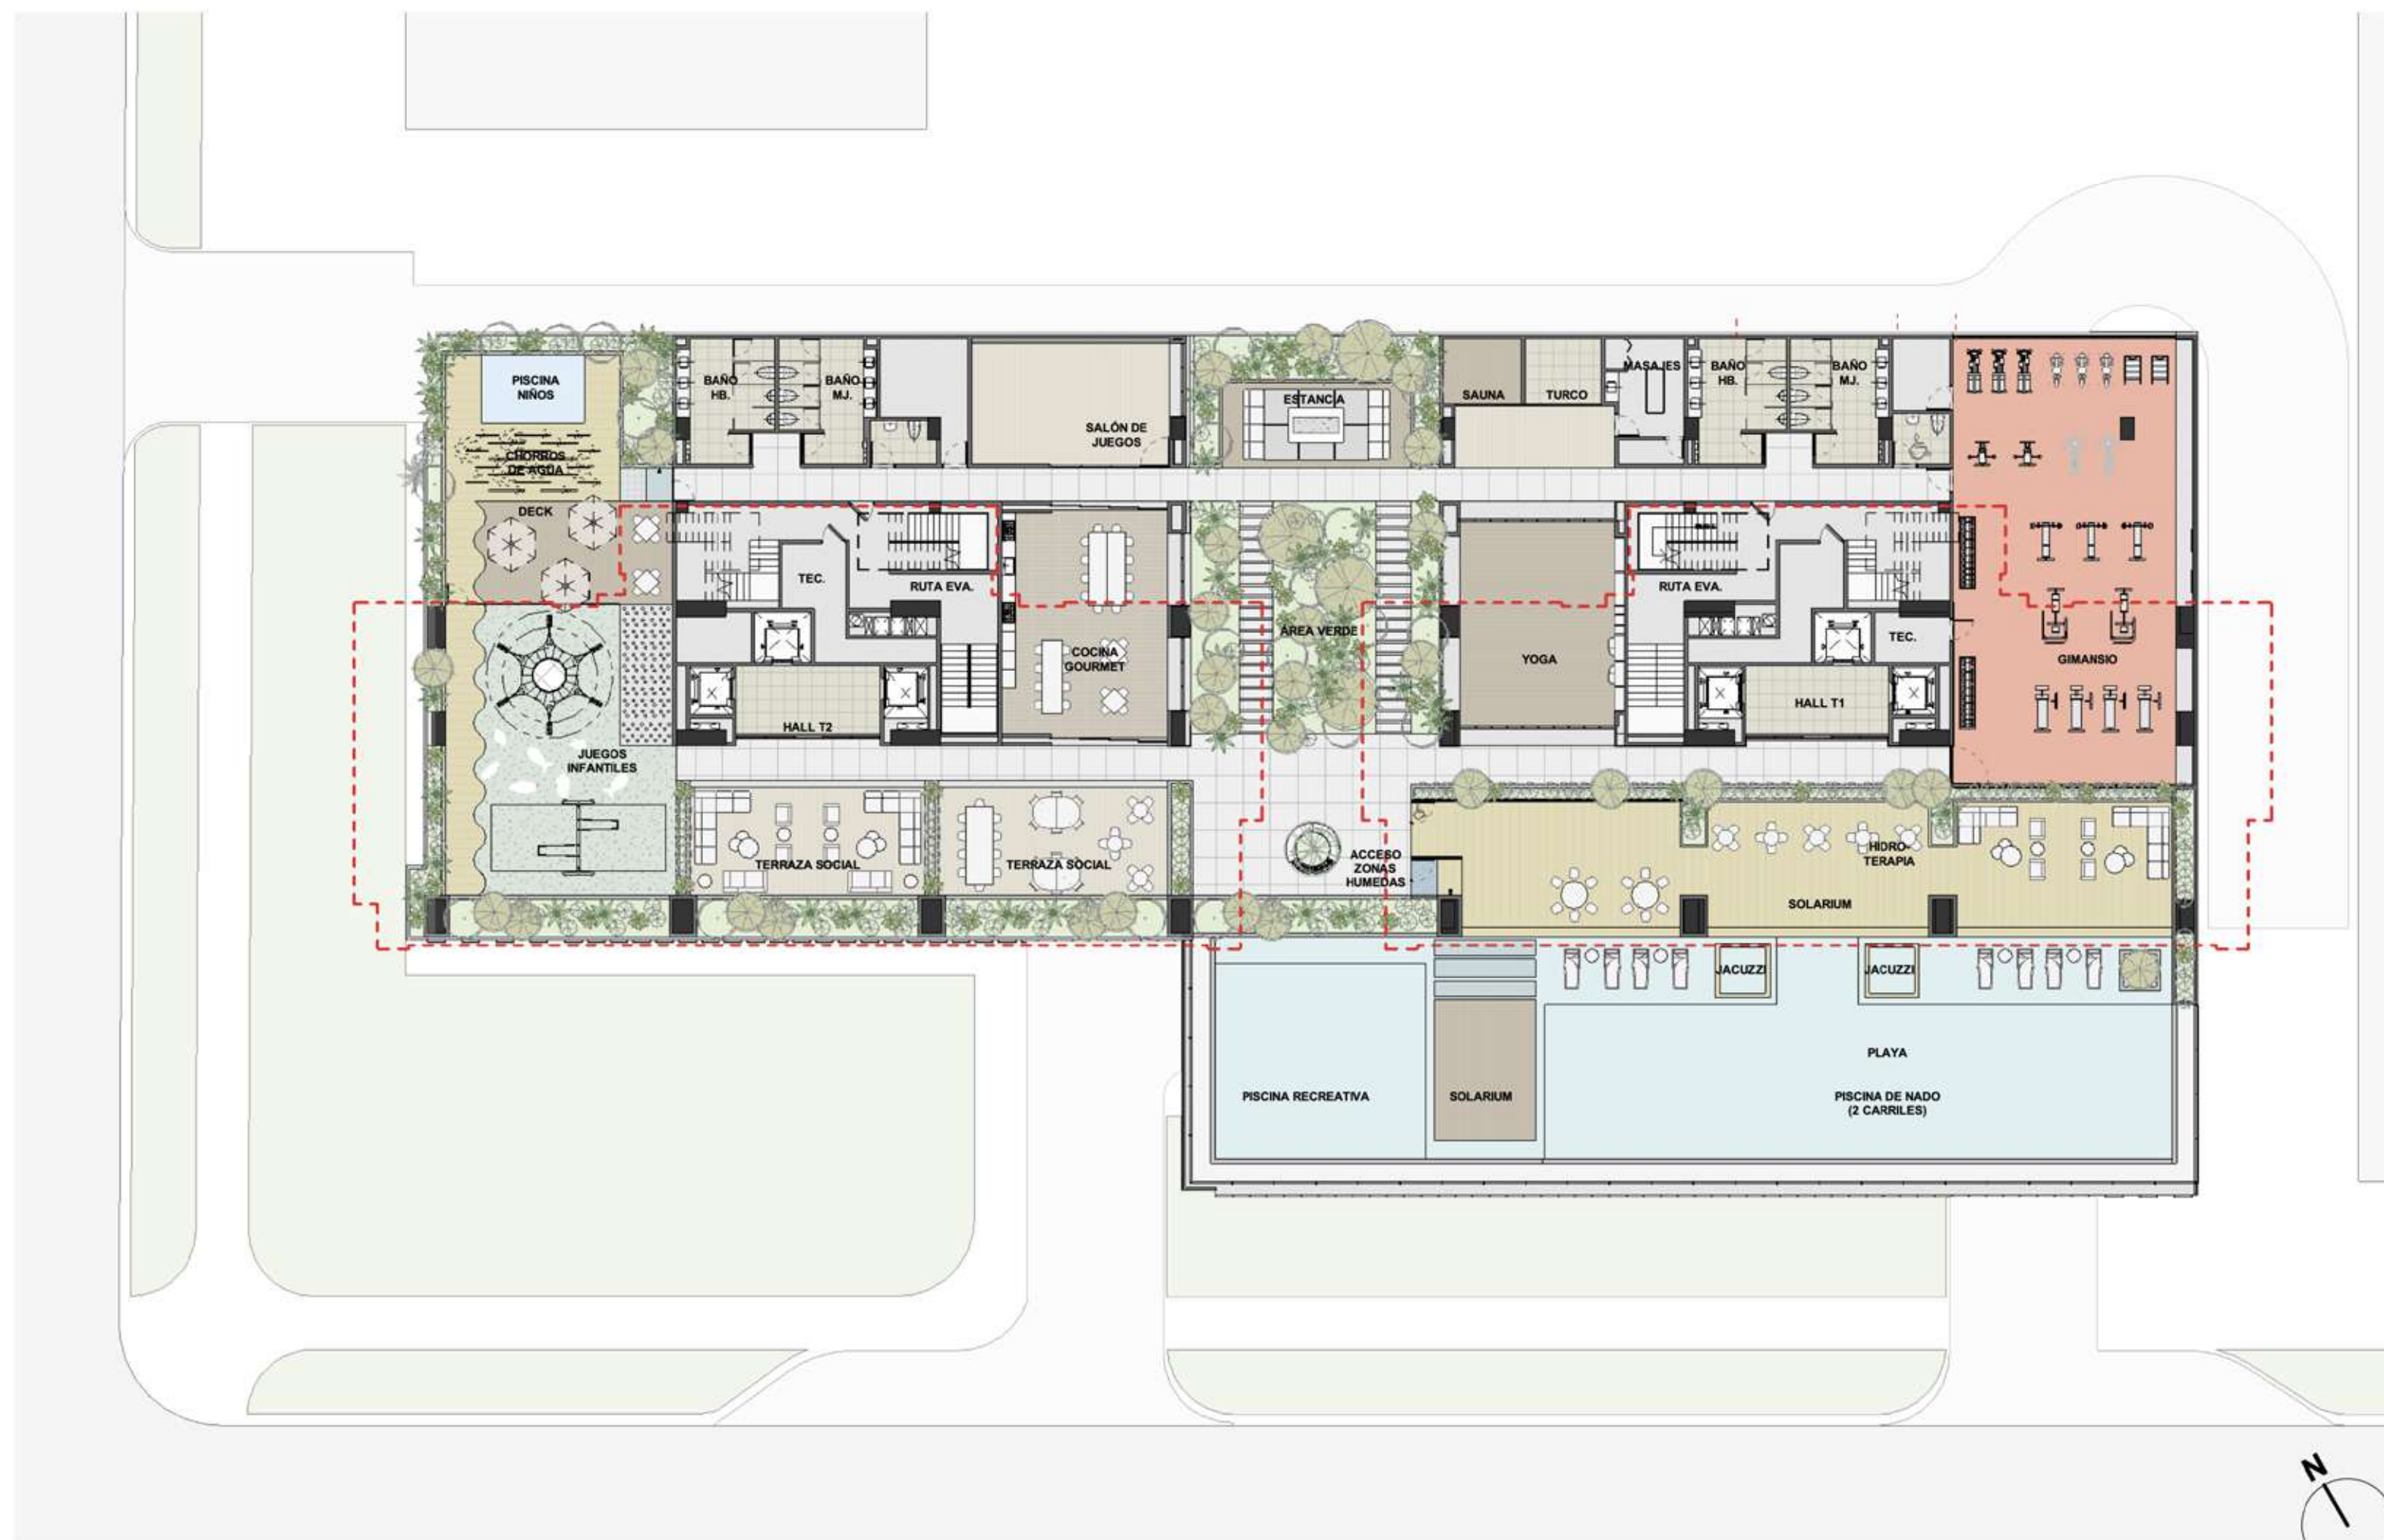 PISCINA
NIÑOS
CHORROS
DE AGUA
DECK
BAÑO
HB.
BAÑO
MJ.
SALÓN DE
JUEGOS
ESTANCIA
SAUNA
TURCO
MASAJES
BAÑO
HB.
BAÑO
MJ.
TEC.
RUTA EVA.
COCINA
GOURMET
HALL T2
ÁREA VERDE
YOGA
RUTA EVA.
TEC.
HALL T1
GIMANSIO
JUEGOS
INFANTILES
TERRAZA SOCIAL
TERRAZA SOCIAL
ACCESO
ZONAS
HUMEDAS
HIDRO-
TERAPIA
SOLARIUM
JACUZZI
JACUZZI
PLAYA
PISCINA RECREATIVA
SOLARIUM
PISCINA DE NADO
(2 CARRILES)
N